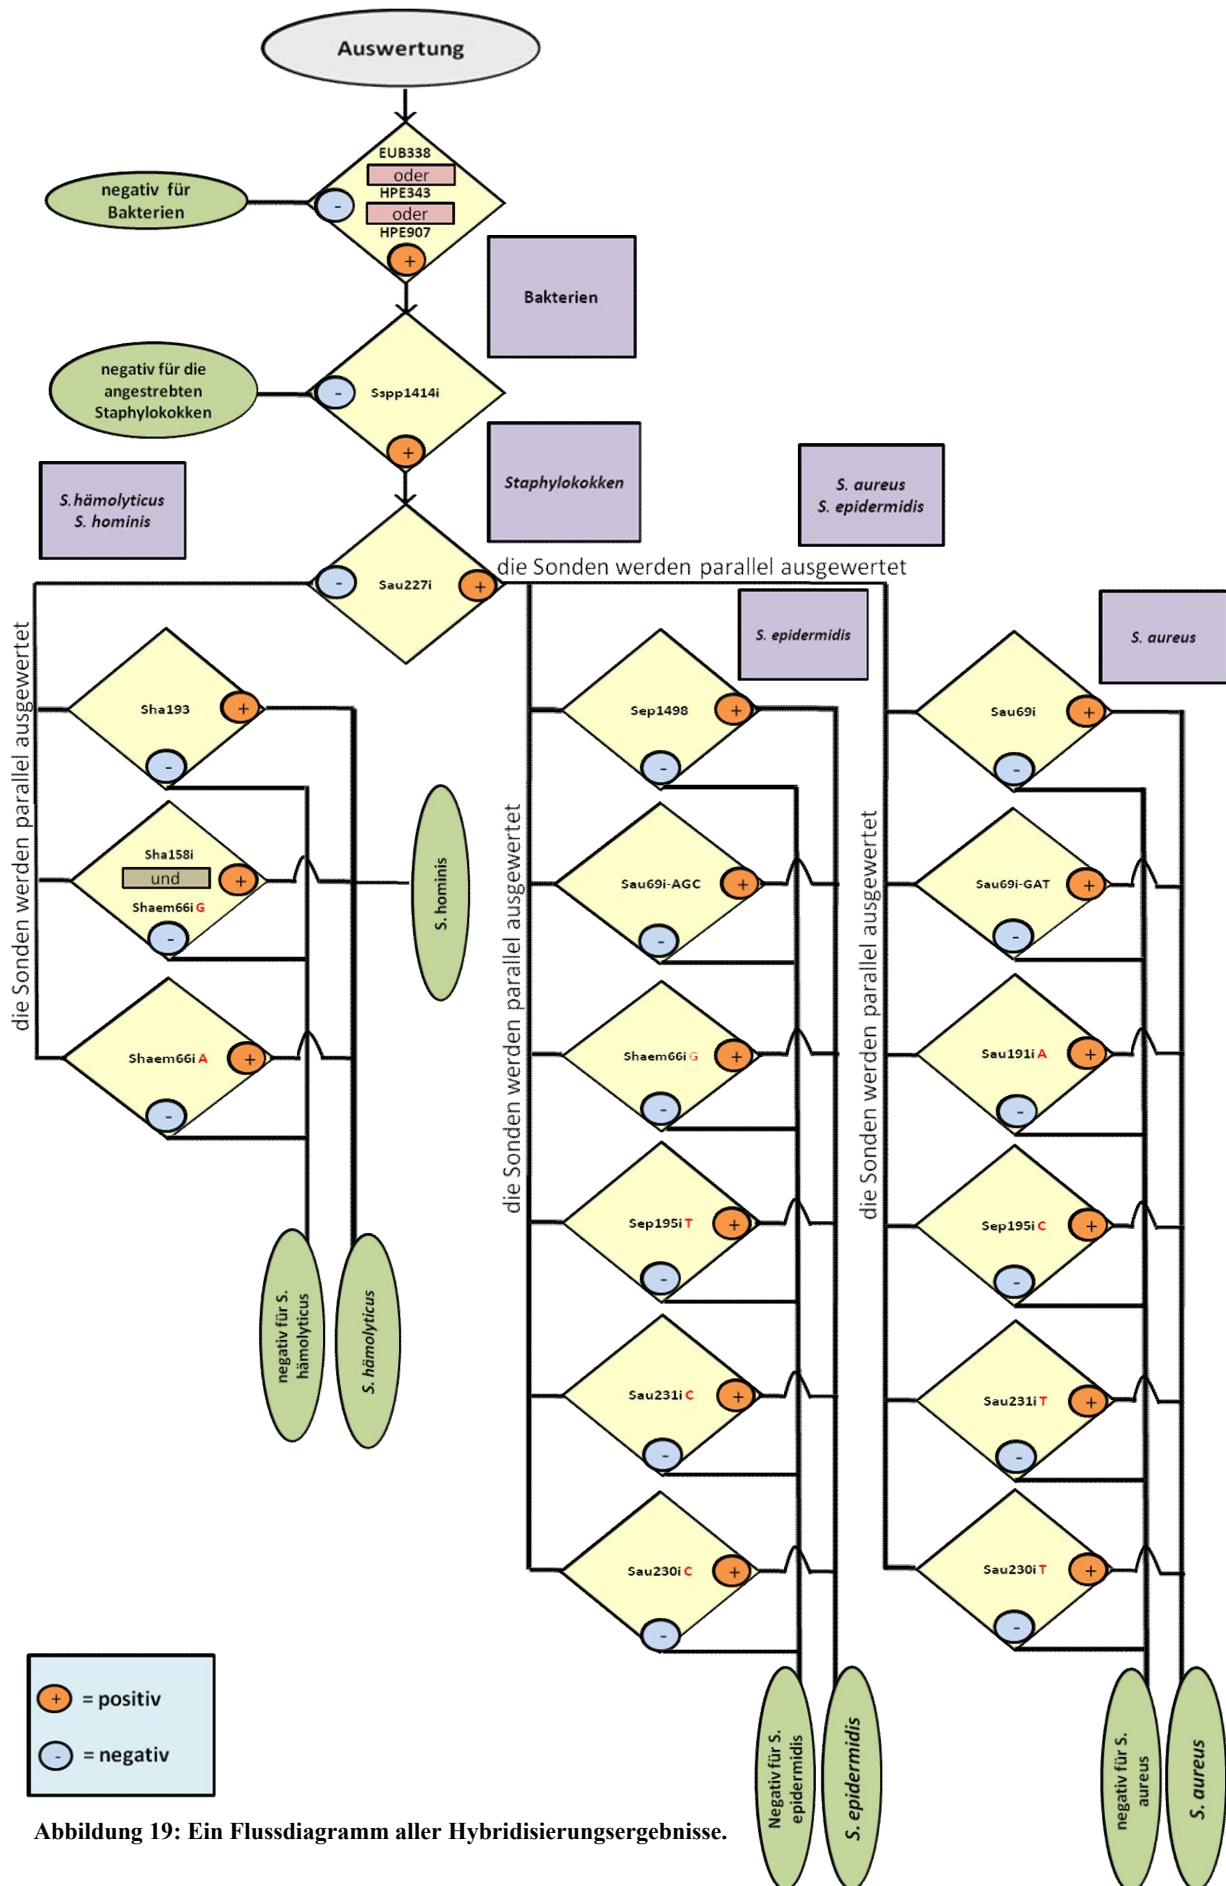 Auswertung
EUB338
oder
HPE343
oder
HPE907
-
+
negativ für
Bakterien
Bakterien
Sspp1414i
-
+
negativ für die
angestrebten
Staphylokokken
Staphylokokken
S.hämolyticus
S. hominis
S. aureus
S. epidermidis
Sau227i
-
+
die Sonden werden parallel ausgewertet
die Sonden werden parallel ausgewertet
Sha193
+
-
Sha158i
und
Shaem66i G
+
-
Shaem66i A
+
-
S. hominis
negativ für S.
hämolyticus
S. hämolyticus
die Sonden werden parallel ausgewertet
S. epidermidis
Sep1498
+
-
Sau69i-AGC
+
-
Shaem66i G
+
-
Sep195i T
+
-
Sau231i C
+
-
Sau230i C
+
-
Negativ für S.
epidermidis
S. epidermidis
die Sonden werden parallel ausgewertet
S. aureus
Sau69i
+
-
Sau69i-GAT
+
-
Sau191i A
+
-
Sep195i C
+
-
Sau231i T
+
-
Sau230i T
+
-
negativ für S.
aureus
S. aureus
+ = positiv
- = negativ
Abbildung 19: Ein Flussdiagramm aller Hybridisierungsergebnisse.